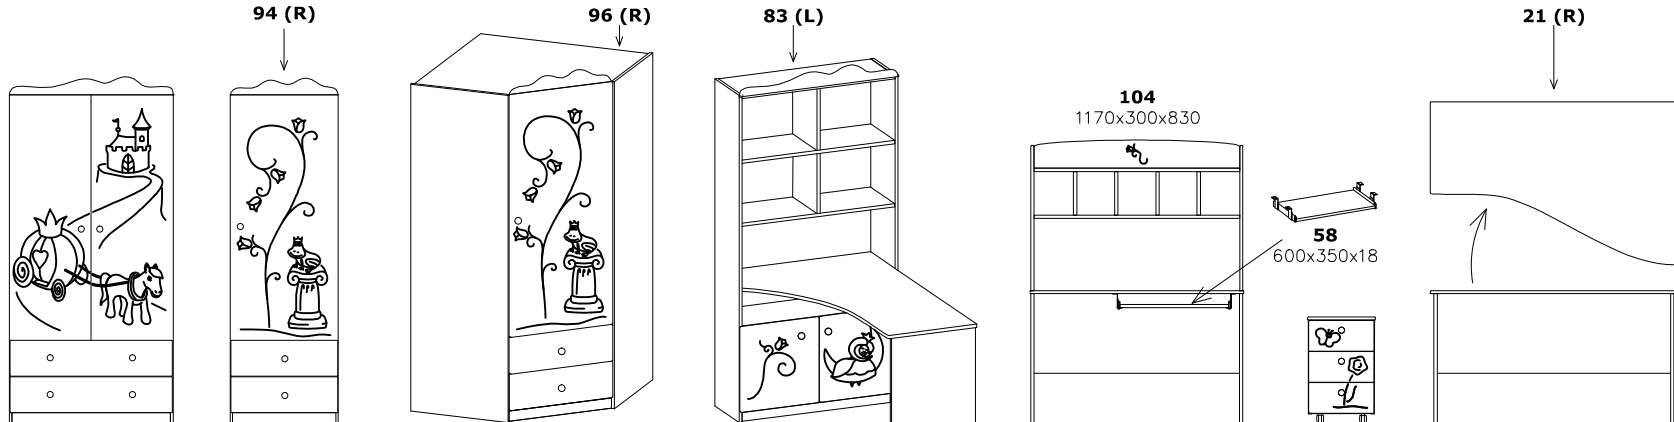 94 (R)
96 (R)
83 (L)
21 (R)
104
1170x300x830
58
600x350x18